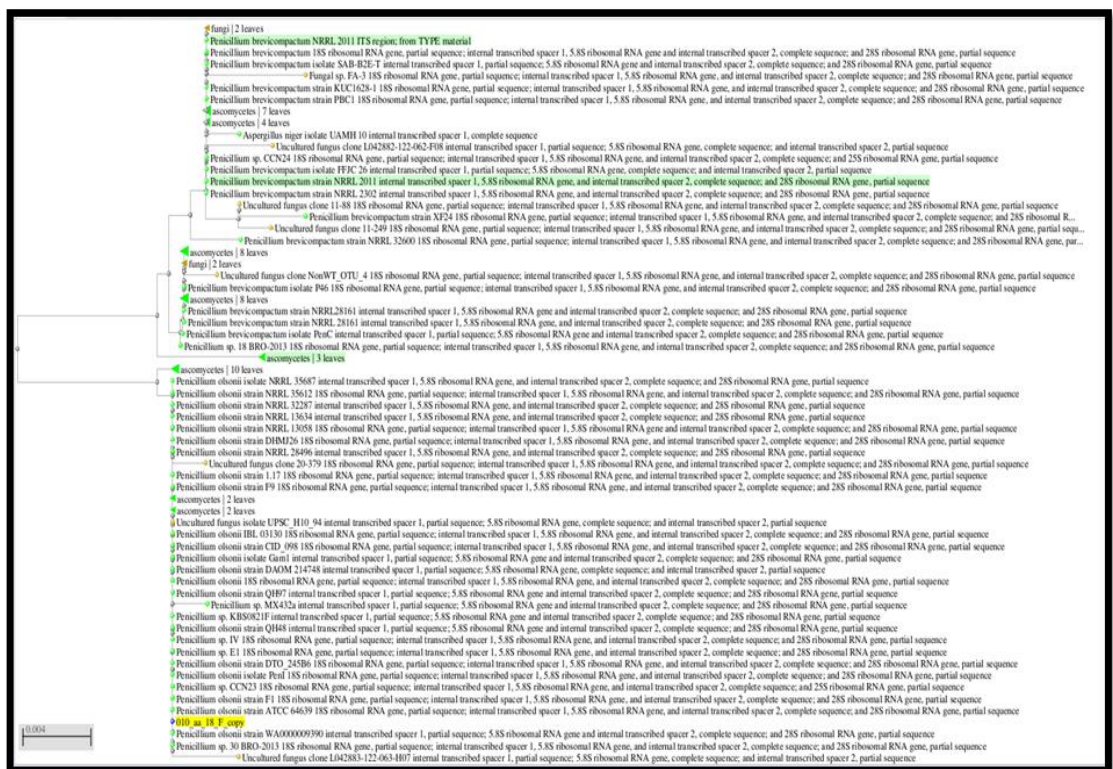 fungi | 2 leaves
Penicillium brevicompactum NRRL 2011 ITS region; from TYPE material
Penicillium brevicompactum 18S ribosomal RNA gene, partial sequence; internal transcribed spacer 1, 5.8S ribosomal RNA gene and internal transcribed spacer 2, complete sequence; and 28S ribosomal RNA gene, partial sequence
Penicillium brevicompactum isolate SAB-B2E-T internal transcribed spacer 1, partial sequence; 5.8S ribosomal RNA gene and internal transcribed spacer 2, complete sequence; and 28S ribosomal RNA gene, partial sequence
Fungal sp. FA-3 18S ribosomal RNA gene, partial sequence; internal transcribed spacer 1, 5.8S ribosomal RNA gene, and internal transcribed spacer 2, complete sequence; and 28S ribosomal RNA gene, partial sequence
Penicillium brevicompactum strain KUC1628-1 18S ribosomal RNA gene, partial sequence; internal transcribed spacer 1, 5.8S ribosomal RNA gene, and internal transcribed spacer 2, complete sequence; and 28S ribosomal RNA gene, partial sequence
Penicillium brevicompactum strain PBC1 18S ribosomal RNA gene, partial sequence; internal transcribed spacer 1, 5.8S ribosomal RNA gene, and internal transcribed spacer 2, complete sequence; and 28S ribosomal RNA gene, partial sequence
ascomycetes | 7 leaves
ascomycetes | 4 leaves
Aspergillus niger isolate UAMH 10 internal transcribed spacer 1, complete sequence
Uncultured fungus clone L042882-122-062-F08 internal transcribed spacer 1, partial sequence; 5.8S ribosomal RNA gene, complete sequence; and internal transcribed spacer 2, partial sequence
Penicillium sp. CCN24 18S ribosomal RNA gene, partial sequence; internal transcribed spacer 1, 5.8S ribosomal RNA gene, and internal transcribed spacer 2, complete sequence; and 25S ribosomal RNA gene, partial sequence
Penicillium brevicompactum isolate FFJC 26 internal transcribed spacer 1, partial sequence; 5.8S ribosomal RNA gene, complete sequence; and internal transcribed spacer 2, partial sequence
Penicillium brevicompactum strain NRRL 2011 internal transcribed spacer 1, 5.8S ribosomal RNA gene, and internal transcribed spacer 2, complete sequence; and 28S ribosomal RNA gene, partial sequence
Penicillium brevicompactum strain NRRL 2302 internal transcribed spacer 1, 5.8S ribosomal RNA gene, and internal transcribed spacer 2, complete sequence; and 28S ribosomal RNA gene, partial sequence
Uncultured fungus clone 11-88 18S ribosomal RNA gene, partial sequence; internal transcribed spacer 1, 5.8S ribosomal RNA gene, and internal transcribed spacer 2, complete sequence; and 28S ribosomal RNA gene, partial sequence
Penicillium brevicompactum strain XF24 18S ribosomal RNA gene, partial sequence; internal transcribed spacer 1, 5.8S ribosomal RNA gene, and internal transcribed spacer 2, complete sequence; and 28S ribosomal R...
Uncultured fungus clone 11-249 18S ribosomal RNA gene, partial sequence; internal transcribed spacer 1, 5.8S ribosomal RNA gene, and internal transcribed spacer 2, complete sequence; and 28S ribosomal RNA gene, partial sequ...
Penicillium brevicompactum strain NRRL 32600 18S ribosomal RNA gene, partial sequence; internal transcribed spacer 1, 5.8S ribosomal RNA gene, and internal transcribed spacer 2, complete sequence; and 28S ribosomal RNA gene, par...
ascomycetes | 8 leaves
fungi | 2 leaves
Uncultured fungus clone NonWT_OTU_4 18S ribosomal RNA gene, partial sequence; internal transcribed spacer 1, 5.8S ribosomal RNA gene, and internal transcribed spacer 2, complete sequence; and 28S ribosomal RNA gene, partial sequence
Penicillium brevicompactum isolate P46 18S ribosomal RNA gene, partial sequence; internal transcribed spacer 1, 5.8S ribosomal RNA gene, and internal transcribed spacer 2, complete sequence; and 28S ribosomal RNA gene, partial sequence
ascomycetes | 8 leaves
Penicillium brevicompactum strain NRRL28161 internal transcribed spacer 1, 5.8S ribosomal RNA gene and internal transcribed spacer 2, complete sequence; and 28S ribosomal RNA gene, partial sequence
Penicillium brevicompactum strain NRRL 28161 internal transcribed spacer 1, 5.8S ribosomal RNA gene, and internal transcribed spacer 2, complete sequence; and 28S ribosomal RNA gene, partial sequence
Penicillium brevicompactum isolate PenC internal transcribed spacer 1, partial sequence; 5.8S ribosomal RNA gene and internal transcribed spacer 2, complete sequence; and 28S ribosomal RNA gene, partial sequence
Penicillium sp. 18 BRO-2013 18S ribosomal RNA gene, partial sequence; internal transcribed spacer 1, 5.8S ribosomal RNA gene, and internal transcribed spacer 2, complete sequence; and 28S ribosomal RNA gene, partial sequence
ascomycetes | 3 leaves
ascomycetes | 10 leaves
Penicillium olsonii isolate NRRL 35687 internal transcribed spacer 1, 5.8S ribosomal RNA gene, and internal transcribed spacer 2, complete sequence; and 28S ribosomal RNA gene, partial sequence
Penicillium olsonii strain NRRL 35612 18S ribosomal RNA gene, partial sequence; internal transcribed spacer 1, 5.8S ribosomal RNA gene, and internal transcribed spacer 2, complete sequence; and 28S ribosomal RNA gene, partial sequence
Penicillium olsonii strain NRRL 32287 internal transcribed spacer 1, 5.8S ribosomal RNA gene, and internal transcribed spacer 2, complete sequence; and 28S ribosomal RNA gene, partial sequence
Penicillium olsonii strain NRRL 13634 internal transcribed spacer 1, 5.8S ribosomal RNA gene, and internal transcribed spacer 2, complete sequence; and 28S ribosomal RNA gene, partial sequence
Penicillium olsonii strain NRRL 13058 18S ribosomal RNA gene, partial sequence; internal transcribed spacer 1, 5.8S ribosomal RNA gene, and internal transcribed spacer 2, complete sequence; and 28S ribosomal RNA gene, partial sequence
Penicillium olsonii strain DHMJ26 18S ribosomal RNA gene, partial sequence; internal transcribed spacer 1, 5.8S ribosomal RNA gene, and internal transcribed spacer 2, complete sequence; and 28S ribosomal RNA gene, partial sequence
Penicillium olsonii strain NRRL 28496 internal transcribed spacer 1, 5.8S ribosomal RNA gene, and internal transcribed spacer 2, complete sequence; and 28S ribosomal RNA gene, partial sequence
Uncultured fungus clone 20-379 18S ribosomal RNA gene, partial sequence; internal transcribed spacer 1, 5.8S ribosomal RNA gene, and internal transcribed spacer 2, complete sequence; and 28S ribosomal RNA gene, partial sequence
Penicillium olsonii strain 1.17 18S ribosomal RNA gene, partial sequence; internal transcribed spacer 1, 5.8S ribosomal RNA gene, and internal transcribed spacer 2, complete sequence; and 28S ribosomal RNA gene, partial sequence
Penicillium olsonii strain F9 18S ribosomal RNA gene, partial sequence; internal transcribed spacer 1, 5.8S ribosomal RNA gene, and internal transcribed spacer 2, complete sequence; and 28S ribosomal RNA gene, partial sequence
ascomycetes | 2 leaves
ascomycetes | 2 leaves
Uncultured fungus isolate UPSC_H10_94 internal transcribed spacer 1, partial sequence; 5.8S ribosomal RNA gene, complete sequence; and internal transcribed spacer 2, partial sequence
Penicillium olsonii IBL 03130 18S ribosomal RNA gene, partial sequence; internal transcribed spacer 1, 5.8S ribosomal RNA gene, and internal transcribed spacer 2, complete sequence; and 28S ribosomal RNA gene, partial sequence
Penicillium olsonii strain CID_098 18S ribosomal RNA gene, partial sequence; internal transcribed spacer 1, 5.8S ribosomal RNA gene, and internal transcribed spacer 2, complete sequence; and 28S ribosomal RNA gene, partial sequence
Penicillium olsonii isolate Gam1 internal transcribed spacer 1, partial sequence; 5.8S ribosomal RNA gene and internal transcribed spacer 2, complete sequence; and 28S ribosomal RNA gene, partial sequence
Penicillium olsonii strain DAOM 214748 internal transcribed spacer 1, partial sequence; 5.8S ribosomal RNA gene, complete sequence; and internal transcribed spacer 2, partial sequence
Penicillium olsonii 18S ribosomal RNA gene, partial sequence; internal transcribed spacer 1, 5.8S ribosomal RNA gene, and internal transcribed spacer 2, complete sequence; and 28S ribosomal RNA gene, partial sequence
Penicillium olsonii strain QH97 internal transcribed spacer 1, partial sequence; 5.8S ribosomal RNA gene and internal transcribed spacer 2, complete sequence; and 28S ribosomal RNA gene, partial sequence
Penicillium sp. MX432a internal transcribed spacer 1, partial sequence; 5.8S ribosomal RNA gene and internal transcribed spacer 2, complete sequence; and 28S ribosomal RNA gene, partial sequence
Penicillium sp. KBS0821F internal transcribed spacer 1, partial sequence; 5.8S ribosomal RNA gene and internal transcribed spacer 2, complete sequence; and 28S ribosomal RNA gene, partial sequence
Penicillium olsonii strain QH48 internal transcribed spacer 1, partial sequence; 5.8S ribosomal RNA gene and internal transcribed spacer 2, complete sequence; and 28S ribosomal RNA gene, partial sequence
Penicillium sp. IV 18S ribosomal RNA gene, partial sequence; internal transcribed spacer 1, 5.8S ribosomal RNA gene, and internal transcribed spacer 2, complete sequence; and 28S ribosomal RNA gene, partial sequence
Penicillium sp. E1 18S ribosomal RNA gene, partial sequence; internal transcribed spacer 1, 5.8S ribosomal RNA gene, and internal transcribed spacer 2, complete sequence; and 28S ribosomal RNA gene, partial sequence
Penicillium olsonii strain DTO_245B6 18S ribosomal RNA gene, partial sequence; internal transcribed spacer 1, 5.8S ribosomal RNA gene, and internal transcribed spacer 2, complete sequence; and 28S ribosomal RNA gene, partial sequence
Penicillium olsonii isolate PenI 18S ribosomal RNA gene, partial sequence; internal transcribed spacer 1, 5.8S ribosomal RNA gene, and internal transcribed spacer 2, complete sequence; and 28S ribosomal RNA gene, partial sequence
Penicillium sp. CCN23 18S ribosomal RNA gene, partial sequence; internal transcribed spacer 1, 5.8S ribosomal RNA gene, and internal transcribed spacer 2, complete sequence; and 25S ribosomal RNA gene, partial sequence
Penicillium olsonii strain F1 18S ribosomal RNA gene, partial sequence; internal transcribed spacer 1, 5.8S ribosomal RNA gene, and internal transcribed spacer 2, complete sequence; and 28S ribosomal RNA gene, partial sequence
Penicillium olsonii strain ATCC 64639 18S ribosomal RNA gene, partial sequence; internal transcribed spacer 1, 5.8S ribosomal RNA gene, and internal transcribed spacer 2, complete sequence; and 28S ribosomal RNA gene, partial sequence
010_aa_18_F_copy
Penicillium olsonii strain WA0000009390 internal transcribed spacer 1, partial sequence; 5.8S ribosomal RNA gene and internal transcribed spacer 2, complete sequence; and 28S ribosomal RNA gene, partial sequence
Penicillium sp. 30 BRO-2013 18S ribosomal RNA gene, partial sequence; internal transcribed spacer 1, 5.8S ribosomal RNA gene, and internal transcribed spacer 2, complete sequence; and 28S ribosomal RNA gene, partial sequence
Uncultured fungus clone L042883-122-063-H07 internal transcribed spacer 1, partial sequence; 5.8S ribosomal RNA gene, complete sequence; and internal transcribed spacer 2, partial sequence
0.004